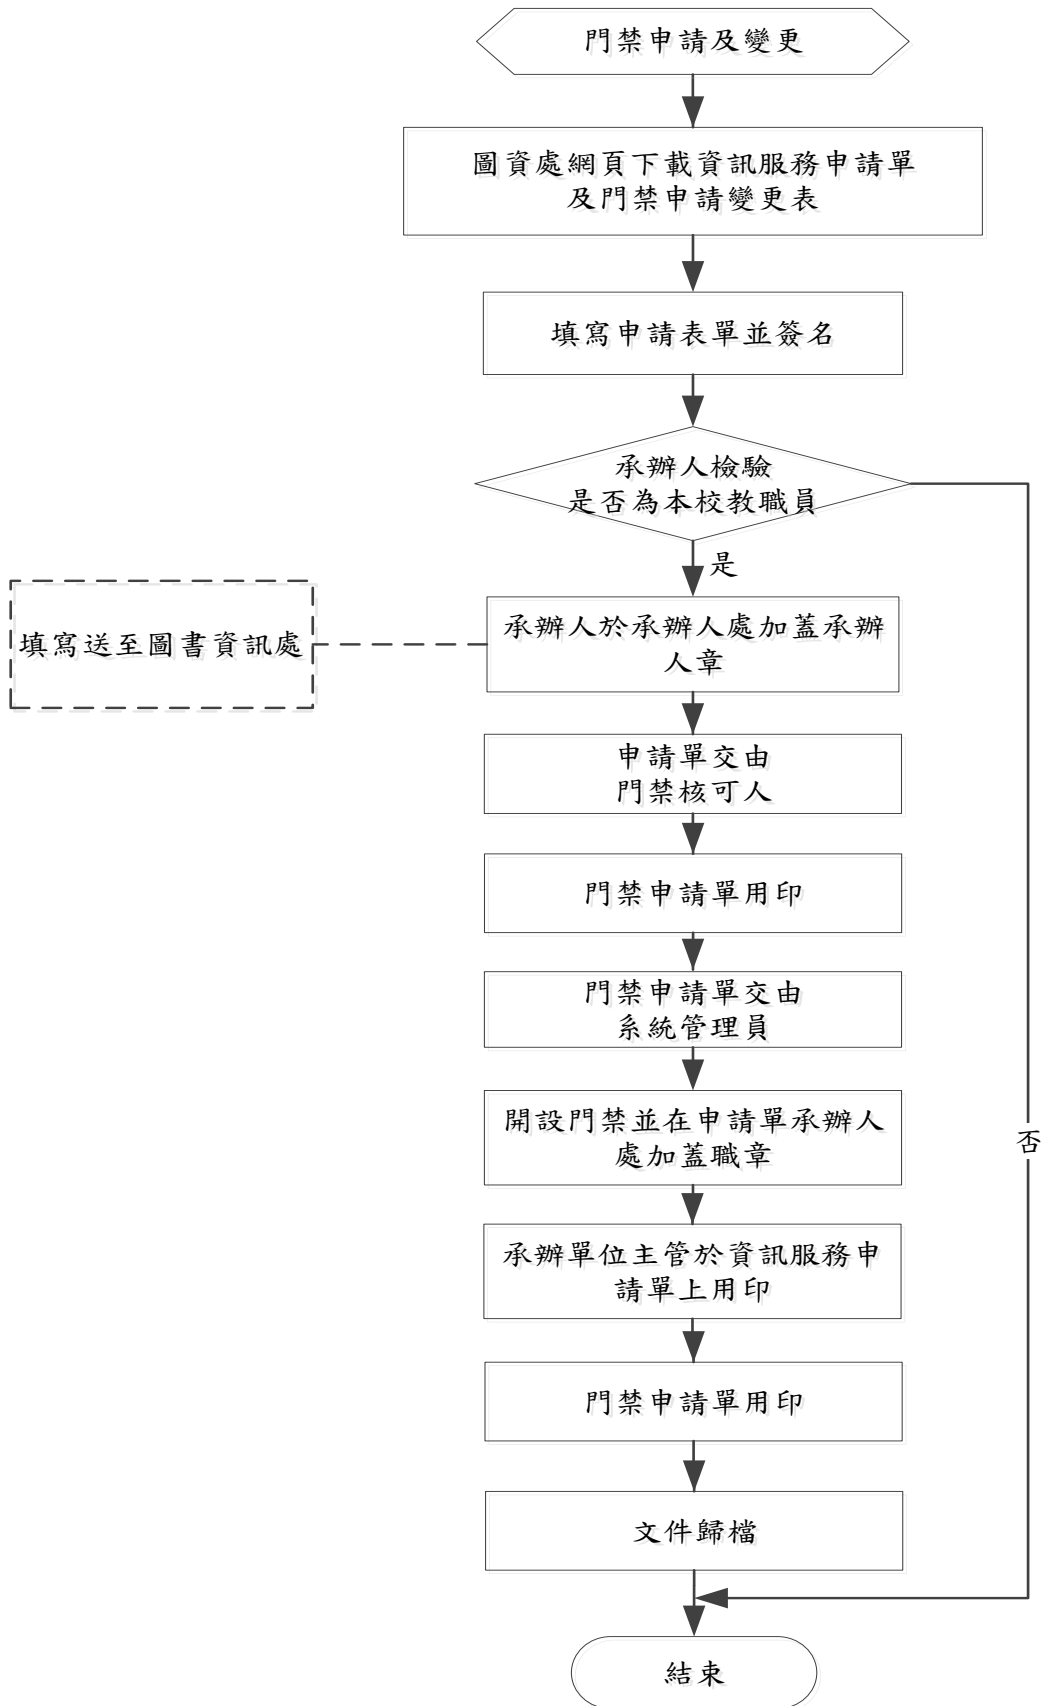 門禁申請及變更
圖資處網頁下載資訊服務申請單
及門禁申請變更表
填寫申請表單並簽名
承辦人檢驗
是否為本校教職員
是
填寫送至圖書資訊處
承辦人於承辦人處加蓋承辦
人章
申請單交由
門禁核可人
門禁申請單用印
門禁申請單交由
系統管理員
開設門禁並在申請單承辦人
處加蓋職章
否
承辦單位主管於資訊服務申
請單上用印
門禁申請單用印
文件歸檔
結束